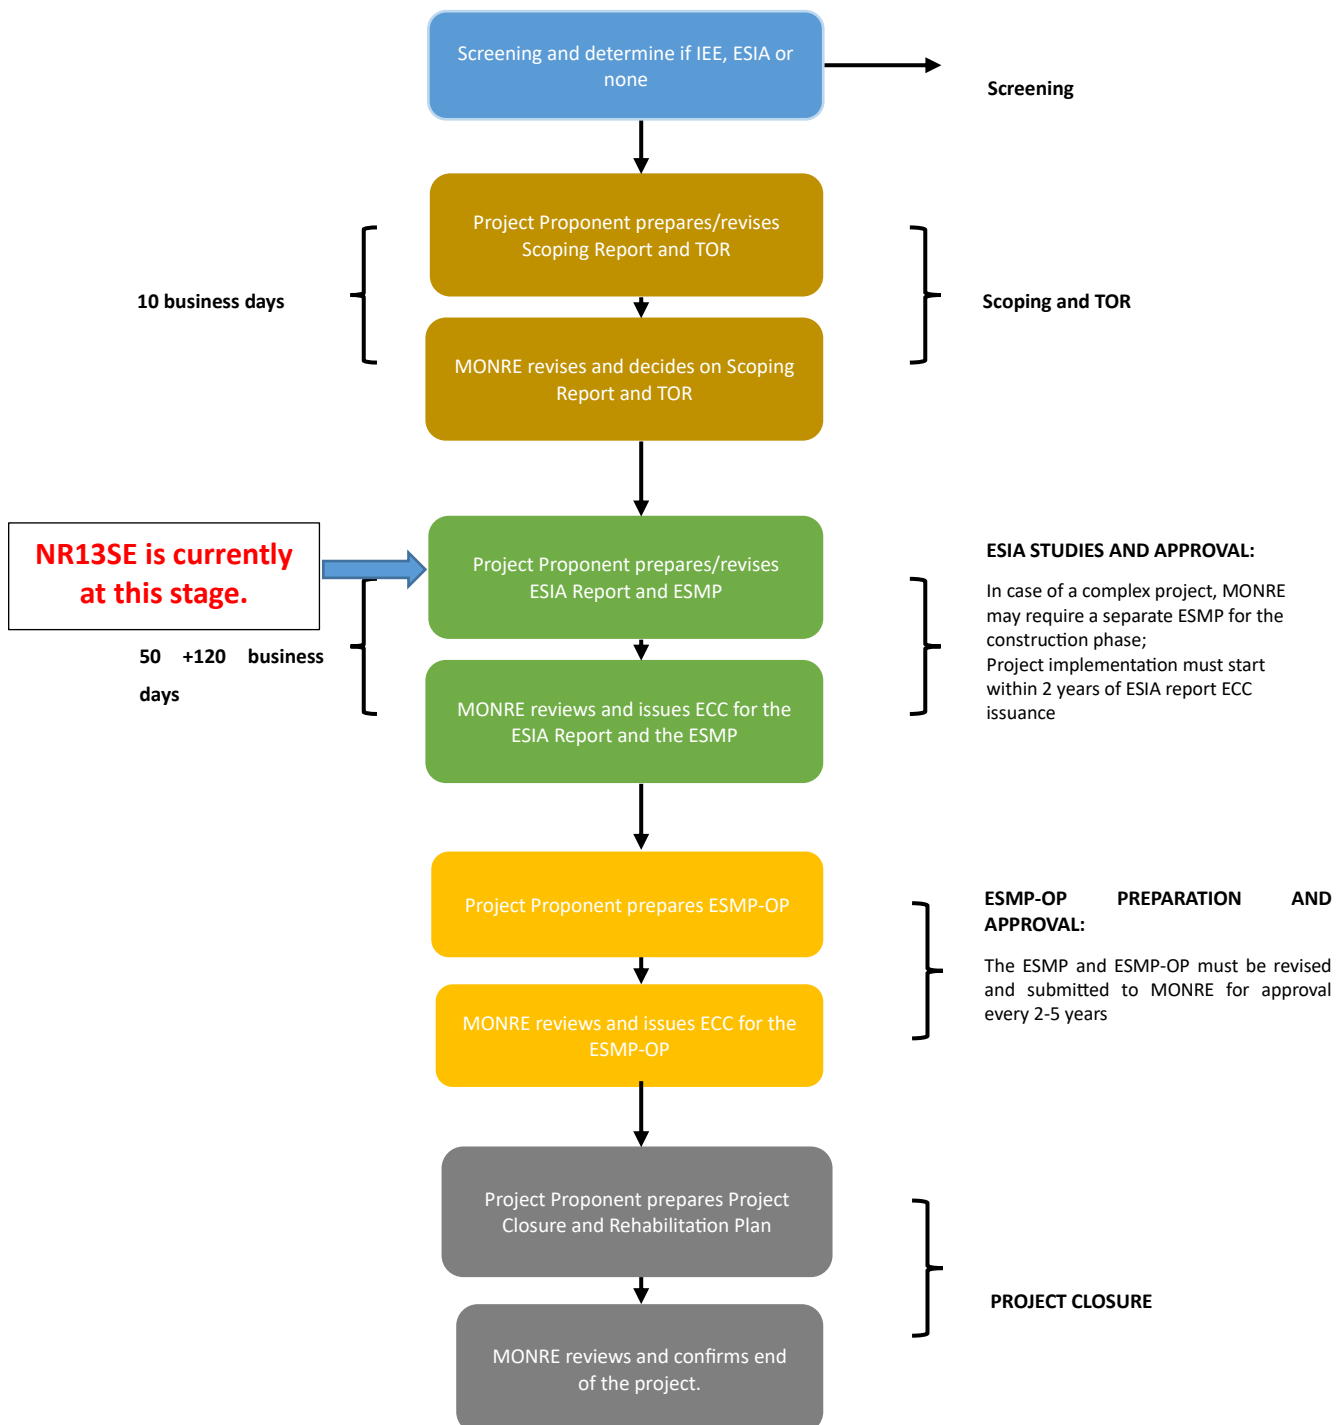 Screening and determine if IEE, ESIA or
none
Screening
Project Proponent prepares/revises
Scoping Report and TOR
10 business days
Scoping and TOR
MONRE revises and decides on Scoping
Report and TOR
NR13SE is currently
at this stage.
Project Proponent prepares/revises
ESIA Report and ESMP
50 +120 business
days
MONRE reviews and issues ECC for the
ESIA Report and the ESMP
ESIA STUDIES AND APPROVAL:
In case of a complex project, MONRE
may require a separate ESMP for the
construction phase;
Project implementation must start
within 2 years of ESIA report ECC
issuance
Project Proponent prepares ESMP-OP
MONRE reviews and issues ECC for the
ESMP-OP
ESMP-OP PREPARATION AND
APPROVAL:
The ESMP and ESMP-OP must be revised
and submitted to MONRE for approval
every 2-5 years
Project Proponent prepares Project
Closure and Rehabilitation Plan
PROJECT CLOSURE
MONRE reviews and confirms end
of the project.